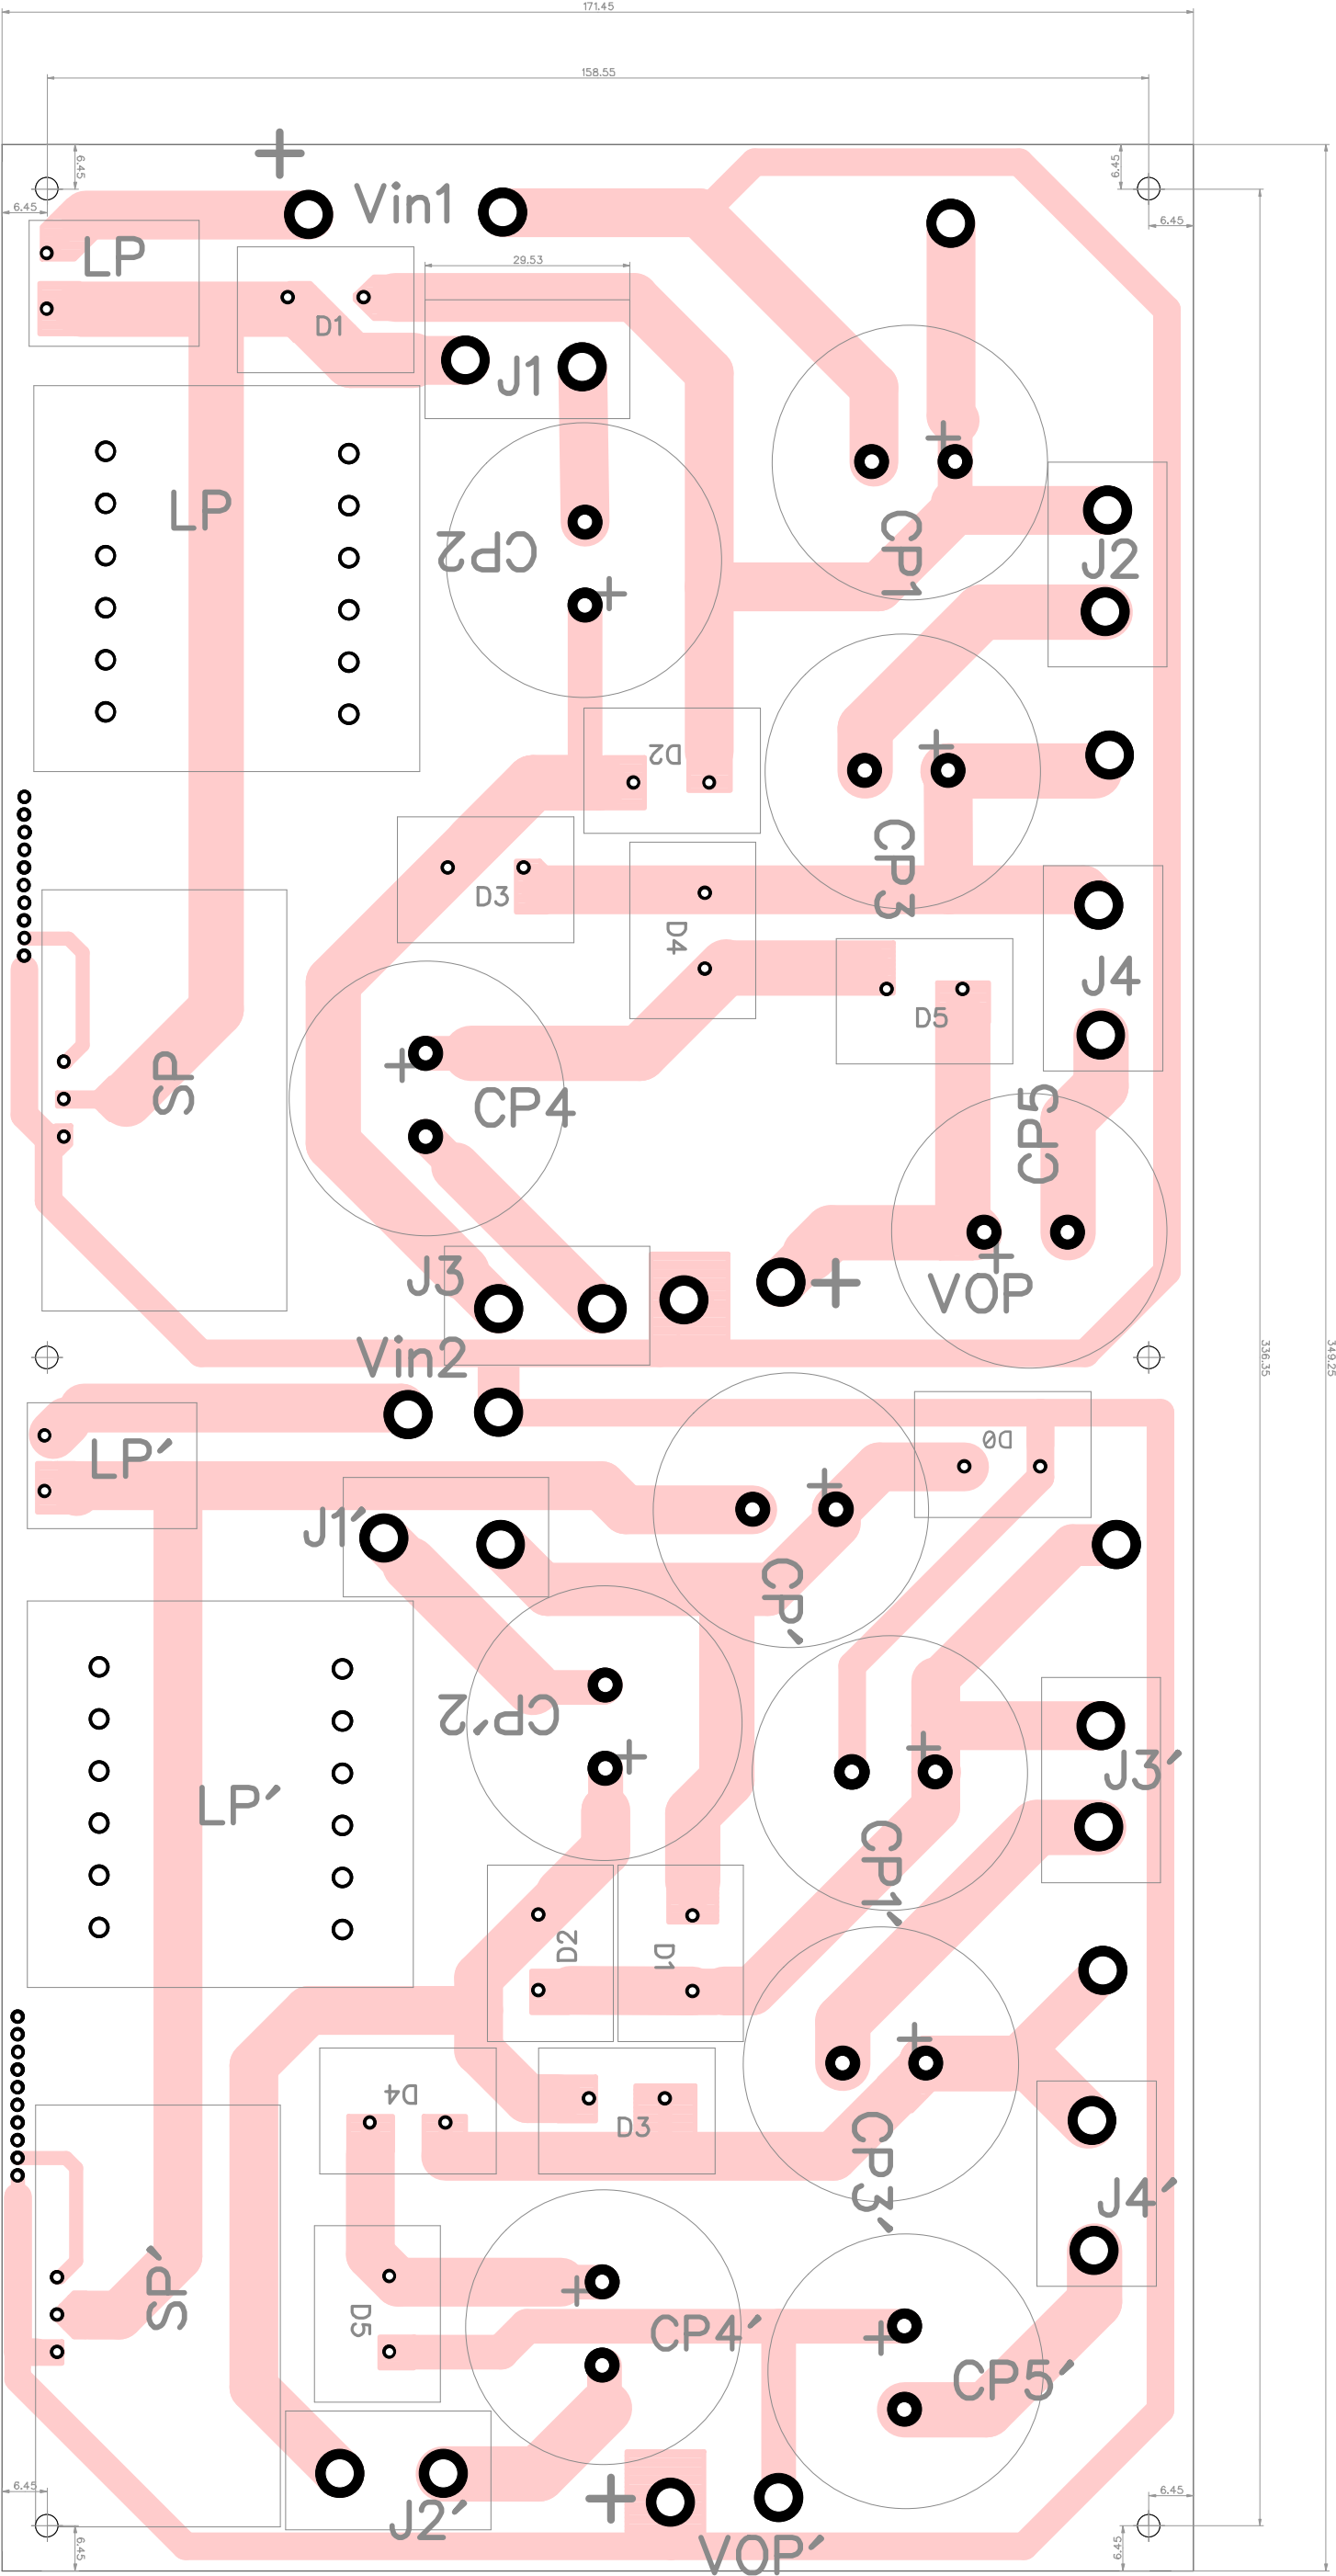 171.45
158.55
6.45
6.45
6.45
6.45
+
Vin1
LP
D1
29.53
J1
+
CP1
J2
LP
CP2
+
D2
+
CP3
D3
D4
J4
D5
SP
+
CP4
CP5
+
VOP
+
J3
Vin2
336.35
349.25
LP'
D0
+
J1'
CP'
CP'2
+
+
J3'
LP'
CP1'
D2
D1
+
D4
D3
CP3'
J4'
SP'
D5
+
CP4'
+
CP5'
J2'
+
VOP'
6.45
6.45
6.45
6.45